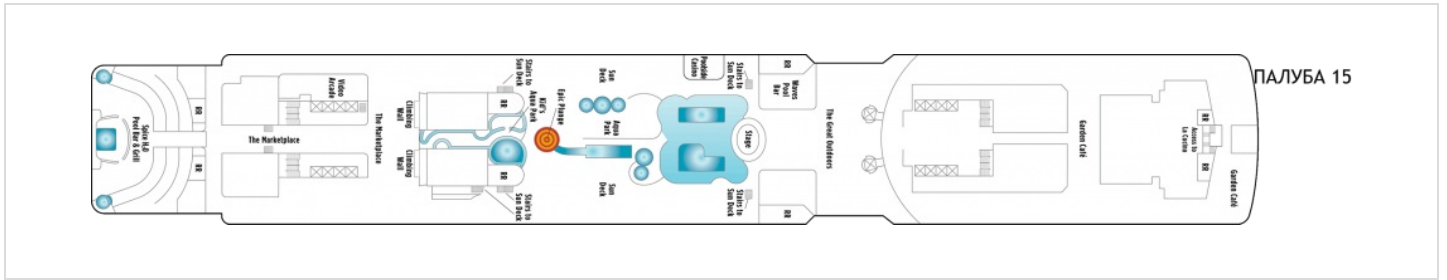 Spice H₂O
Pool Bar & Grill
RR
RR
The Marketplace
Video
Arcade
The Marketplace
Climbing
Wall
Climbing
Wall
Stairs to
Sun Deck
RR
Kid's
Aqua Park
RR
Stairs to
Sun Deck
Epic Plunge
Sun
Deck
Aqua
Park
Sun
Deck
Poolside
Casino
Stairs to
Sun Deck
Stage
Stairs to
Sun Deck
RR
Waves
Pool
Bar
RR
The Great Outdoors
Garden Café
RR
Access to
La Cucina
RR
Garden Café
ПАЛУБА 15